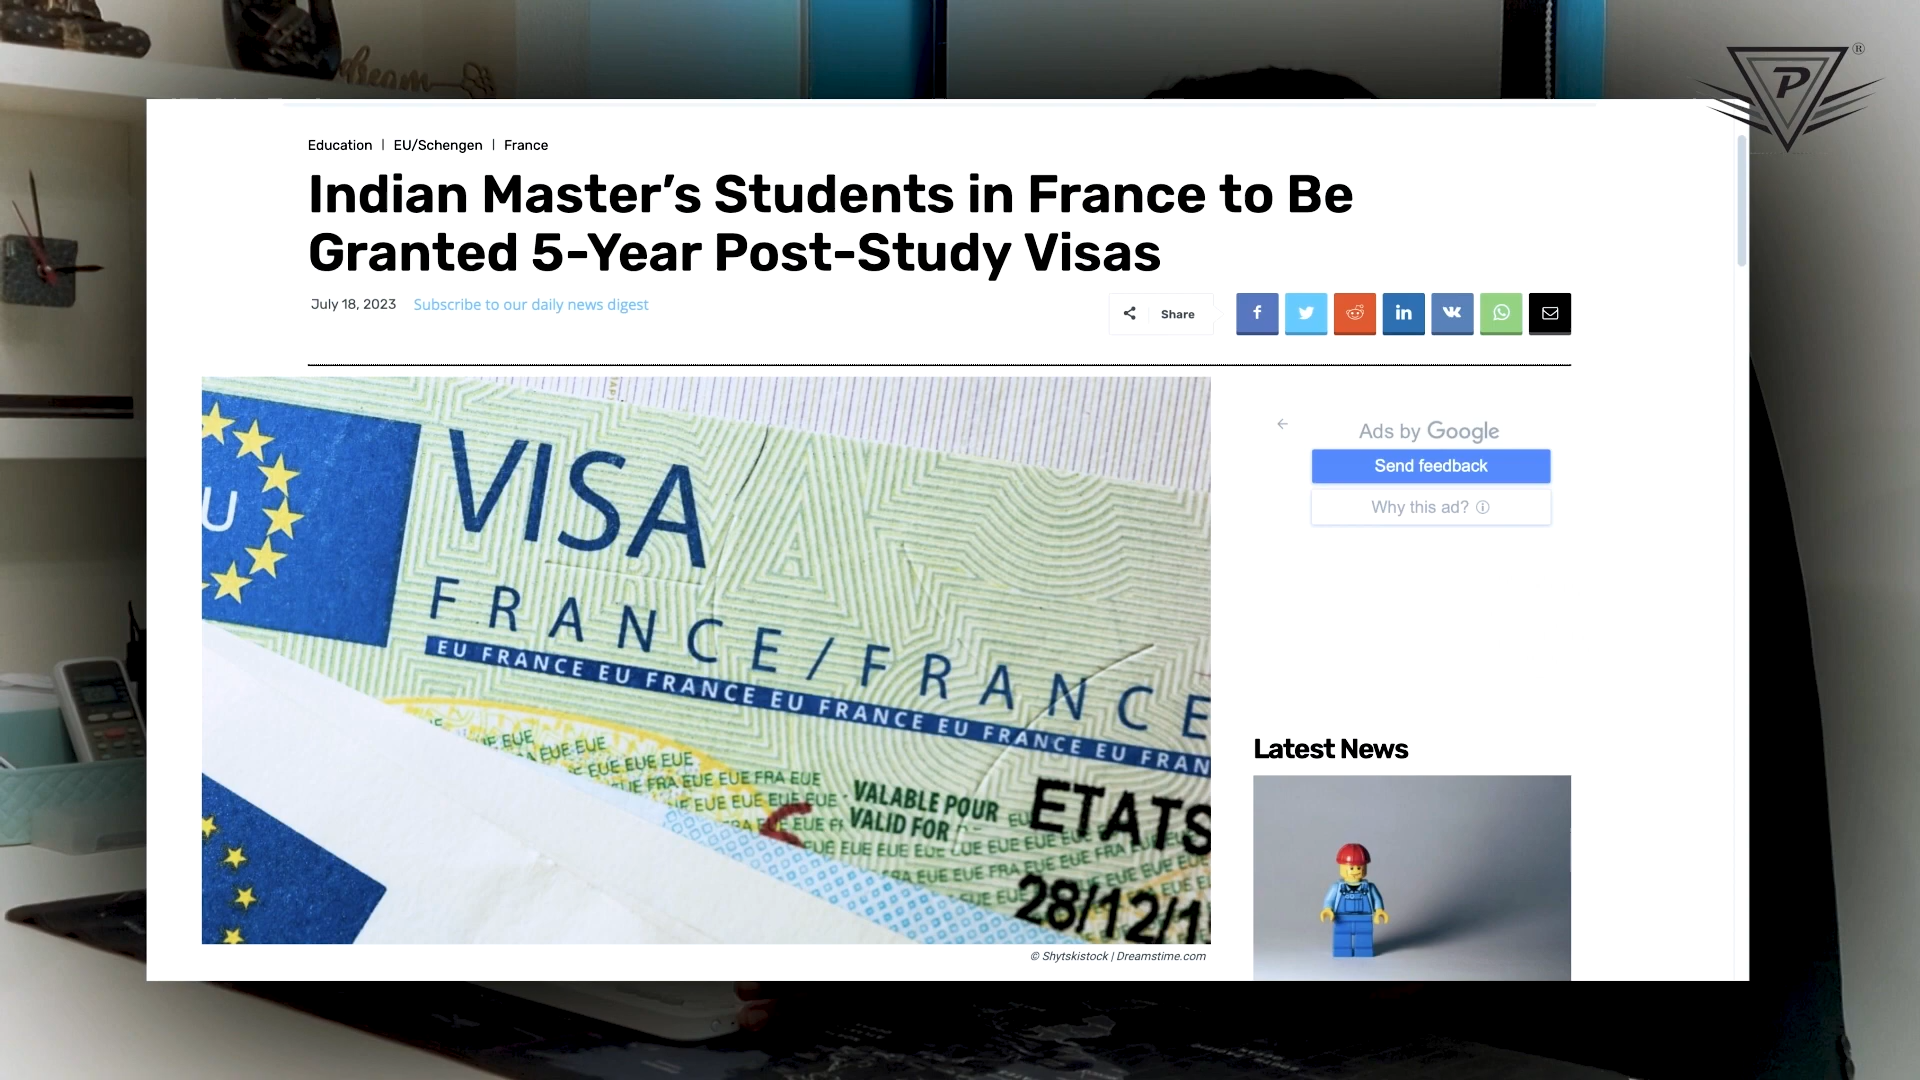 Dream
P
®
Education | EU/Schengen | France
Indian Master’s Students in France to Be
Granted 5-Year Post-Study Visas
July 18, 2023 Subscribe to our daily news digest
Share
Ads by Google
Send feedback
Why this ad?
U
VISA
FRANCE/FRANCE
EU FRANCE EU FRANCE EU FRANCE EU FRANCE EU FRAN
VALABLE POUR
VALID FOR
ETATS
28/12/1
© Shytskistock | Dreamstime.com
Latest News